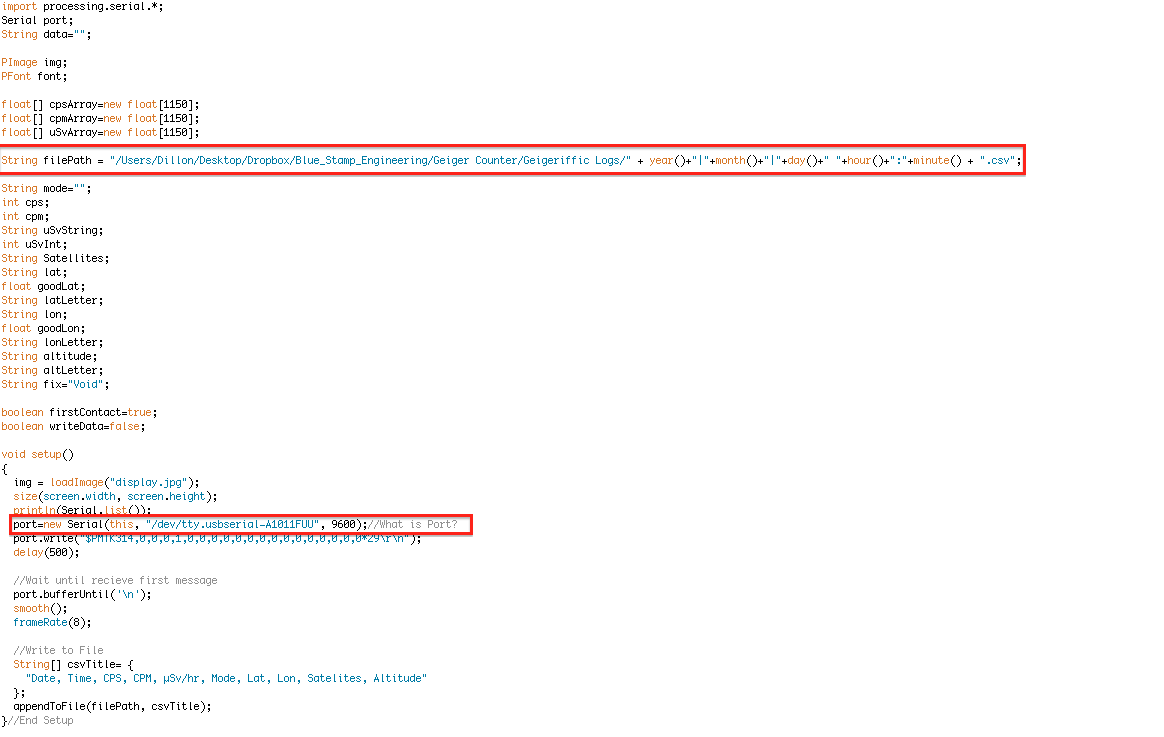 import processing.serial.*;
Serial port;
String data="";
PImage img;
PFont font;
float[] cpsArray=new float[1150];
float[] cpmArray=new float[1150];
float[] uSvArray=new float[1150];
String filePath = "/Users/Dillon/Desktop/Dropbox/Blue_Stamp_Engineering/Geiger Counter/Geigeriffic Logs/" + year()+"|"+month()+"|"+day()+" "+hour()+":"+minute() + ".csv";
String mode="";
int cps;
int cpm;
String uSvString;
int uSvInt;
String Satellites;
String lat;
float goodLat;
String latLetter;
String lon;
float goodLon;
String lonLetter;
String altitude;
String altLetter;
String fix="Void";
boolean firstContact=true;
boolean writeData=false;
void setup()
{
  img = loadImage("display.jpg");
  size(screen.width, screen.height);
  println(Serial.list());
  port=new Serial(this, "/dev/tty.usbserial-A1011FUU", 9600);//What is Port?
  port.write("$PMTK314,0,0,0,1,0,0,0,0,0,0,0,0,0,0,0,0,0,0,0*29\r\n");
  delay(500);
  //Wait until recieve first message
  port.bufferUntil('\n');
  smooth();
  frameRate(8);
  //Write to File
  String[] csvTitle= {
    "Date, Time, CPS, CPM, µSv/hr, Mode, Lat, Lon, Satelites, Altitude"
  };
  appendToFile(filePath, csvTitle);
}//End Setup